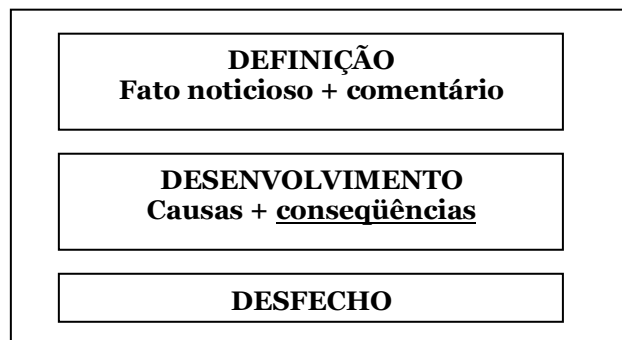 DEFINIÇÃO
Fato noticioso + comentário
DESENVOLVIMENTO
Causas + conseqüências
DESFECHO